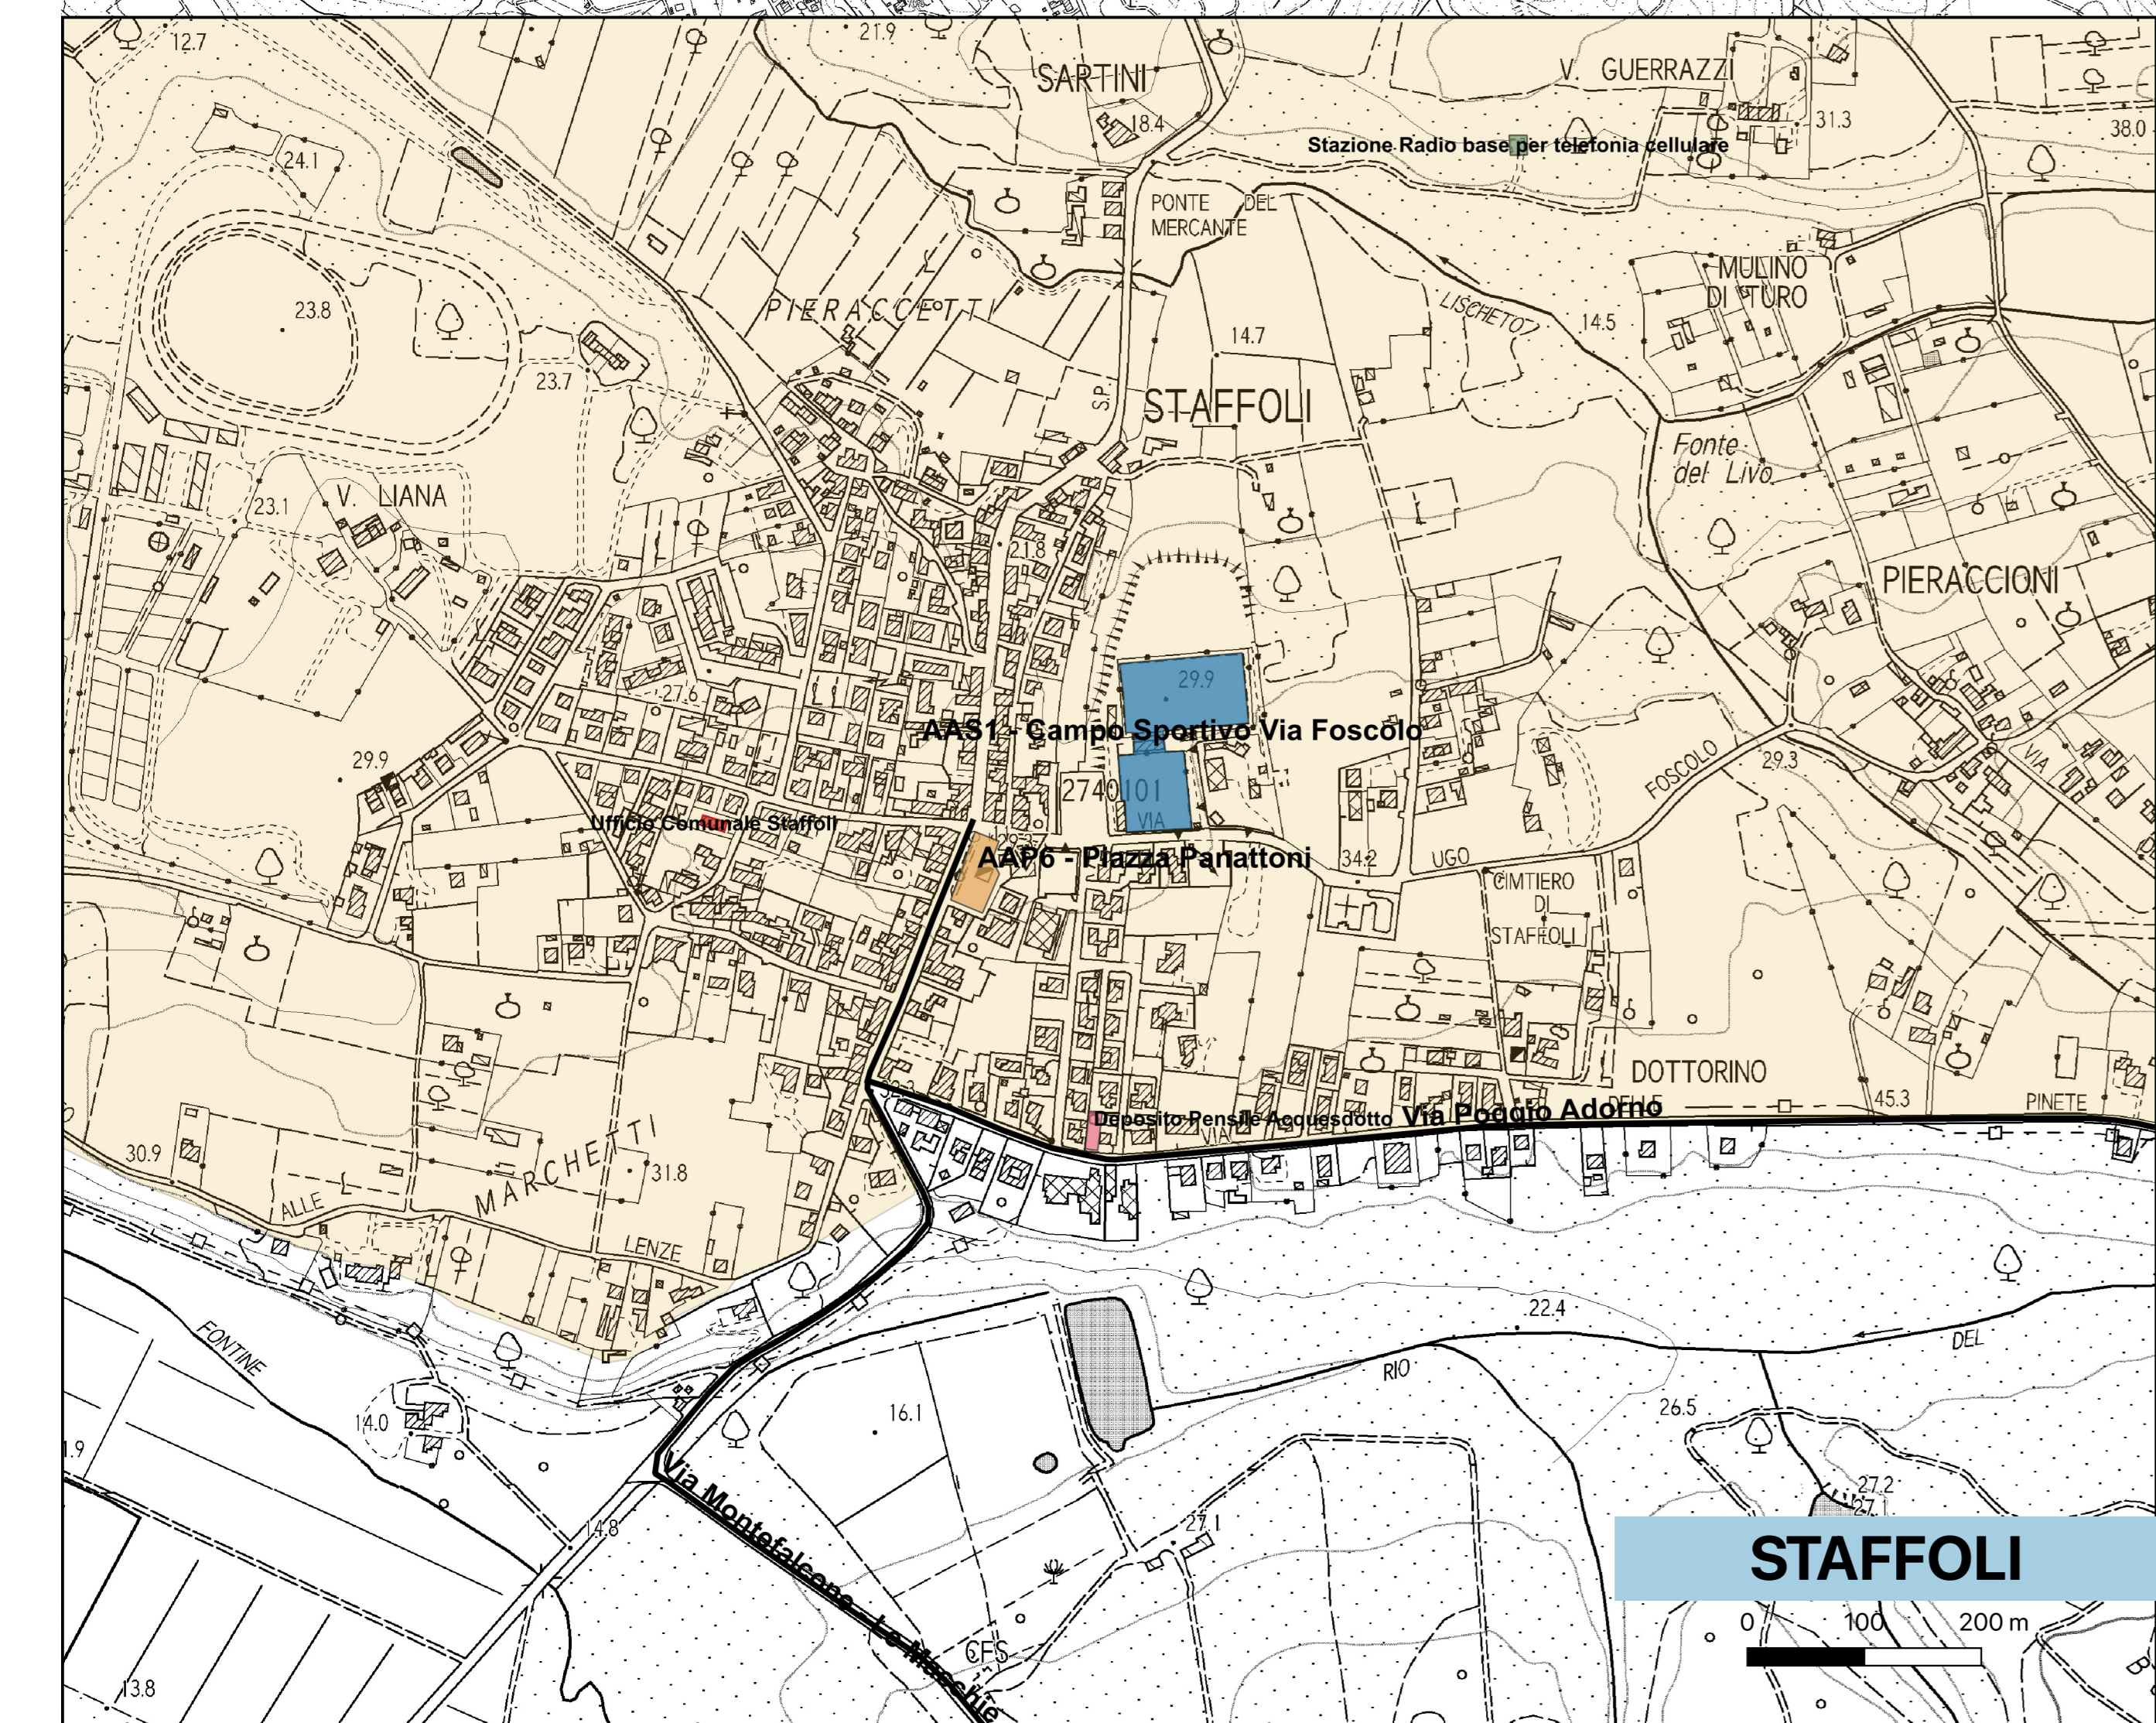 12.7
21.9
SARTINI
18.4
V. GUERRAZZI
31.3
38.0
Stazione Radio base per telefonia cellulare
24.1
PONTE DEL
MERCANTE
MULINO
DI TURO
23.8
PIERACCETTI
LISCHETO
14.5
14.7
23.7
S.P.
STAFFOLI
Fonte
del Livo
V. LIANA
23.1
21.8
PIERACCIONI
29.9
27.6
AAS1 - Campo Sportivo Via Foscolo
29.9
FOSCOLO
29.3
VIA
2740101
VIA
Ufficio Comunale Staffoli
AAP6 - Piazza Panattoni
34.2
UGO
CIMTIERO
DI
STAFFOLI
DOTTORINO
DELLE
45.3
PINETE
Deposito Pensile Acquesdotto
Via Poggio Adorno
VIA
30.9
MARCHETTI
31.8
ALLE
LENZE
FONTINE
22.4
DEL
RIO
14.0
16.1
26.5
1.9
Via Montefalcone - Le Macchie
27.2
27.
14.8
27.1
STAFFOLI
0 100 200 m
CFS
13.8
B